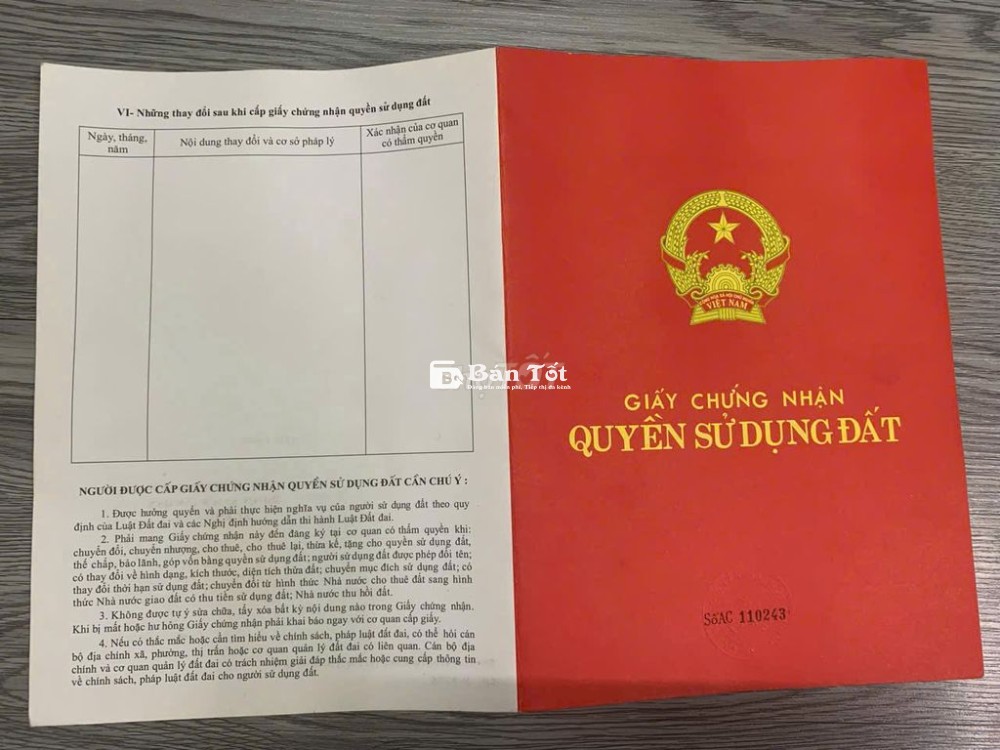 VI- Những thay đổi sau khi cấp giấy chứng nhận quyền sử dụng đất
Ngày, tháng, năm
Nội dung thay đổi và cơ sở pháp lý
Xác nhận của cơ quan có thẩm quyền
NGƯỜI ĐƯỢC CẤP GIẤY CHỨNG NHẬN QUYỀN SỬ DỤNG ĐẤT CẦN CHÚ Ý :
1. Được hưởng quyền và phải thực hiện nghĩa vụ của người sử dụng đất theo quy
định của Luật Đất đai và các Nghị định hướng dẫn thi hành Luật Đất đai.
2. Phải mang Giấy chứng nhận này đến đăng ký tại cơ quan có thẩm quyền khi:
chuyển đổi, chuyển nhượng, cho thuê, cho thuê lại, thừa kế, tặng cho quyền sử dụng đất,
thế chấp, bảo lãnh, góp vốn bằng quyền sử dụng đất; người sử dụng đất được phép đổi tên;
có thay đổi về hình dạng, kích thước, diện tích thửa đất; chuyển mục đích sử dụng đất; có
thay đổi thời hạn sử dụng đất; chuyển đổi từ hình thức Nhà nước cho thuê đất sang hình
thức Nhà nước giao đất có thu tiền sử dụng đất; Nhà nước thu hồi đất.
3. Không được tự ý sửa chữa, tẩy xóa bất kỳ nội dung nào trong Giấy chứng nhận.
Khi bị mất hoặc hư hỏng Giấy chứng nhận phải khai báo ngay với cơ quan cấp giấy.
4. Nếu có thắc mắc hoặc cần tìm hiểu về chính sách, pháp luật đất đai, có thể hỏi cán
bộ địa chính xã, phường, thị trấn hoặc cơ quan quản lý đất đai có liên quan. Cán bộ địa
chính và cơ quan quản lý đất đai có trách nhiệm giải đáp thắc mắc hoặc cung cấp thông tin
về chính sách, pháp luật đất đai cho người sử dụng đất.
Bán Tốt
Đăng bán miễn phí, Tiếp thị đa kênh
VIỆT NAM
GIẤY CHỨNG NHẬN
QUYỀN SỬ DỤNG ĐẤT
Số AC 110243